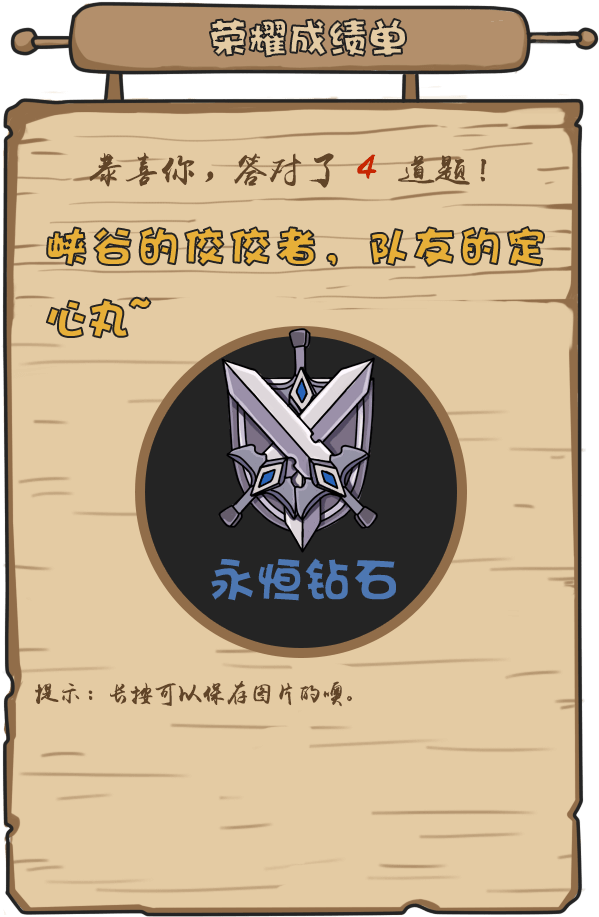 荣耀成绩单
恭喜你，答对了 4 道题！
峡谷的佼佼者，队友的定
心丸~
永恒钻石
提示：长按可以保存图片的噢。